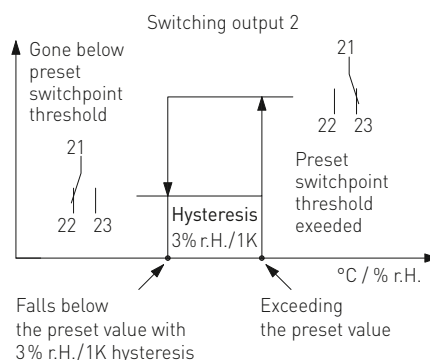 Switching output 2
Gone below
preset
switchpoint
threshold
21
22 23
21
22 23
Preset
switchpoint
threshold
exeeded
Hysteresis
3% r.H./1K
°C / % r.H.
Falls below
the preset value with
3% r.H./1K hysteresis
Exceeding
the preset value